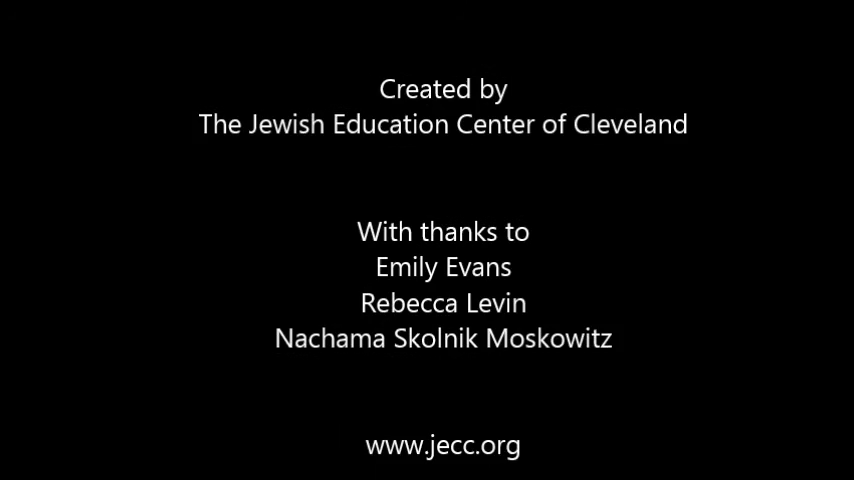 Created by
The Jewish Education Center of Cleveland
With thanks to
Emily Evans
Rebecca Levin
Nachama Skolnik Moskowitz
www.jecc.org